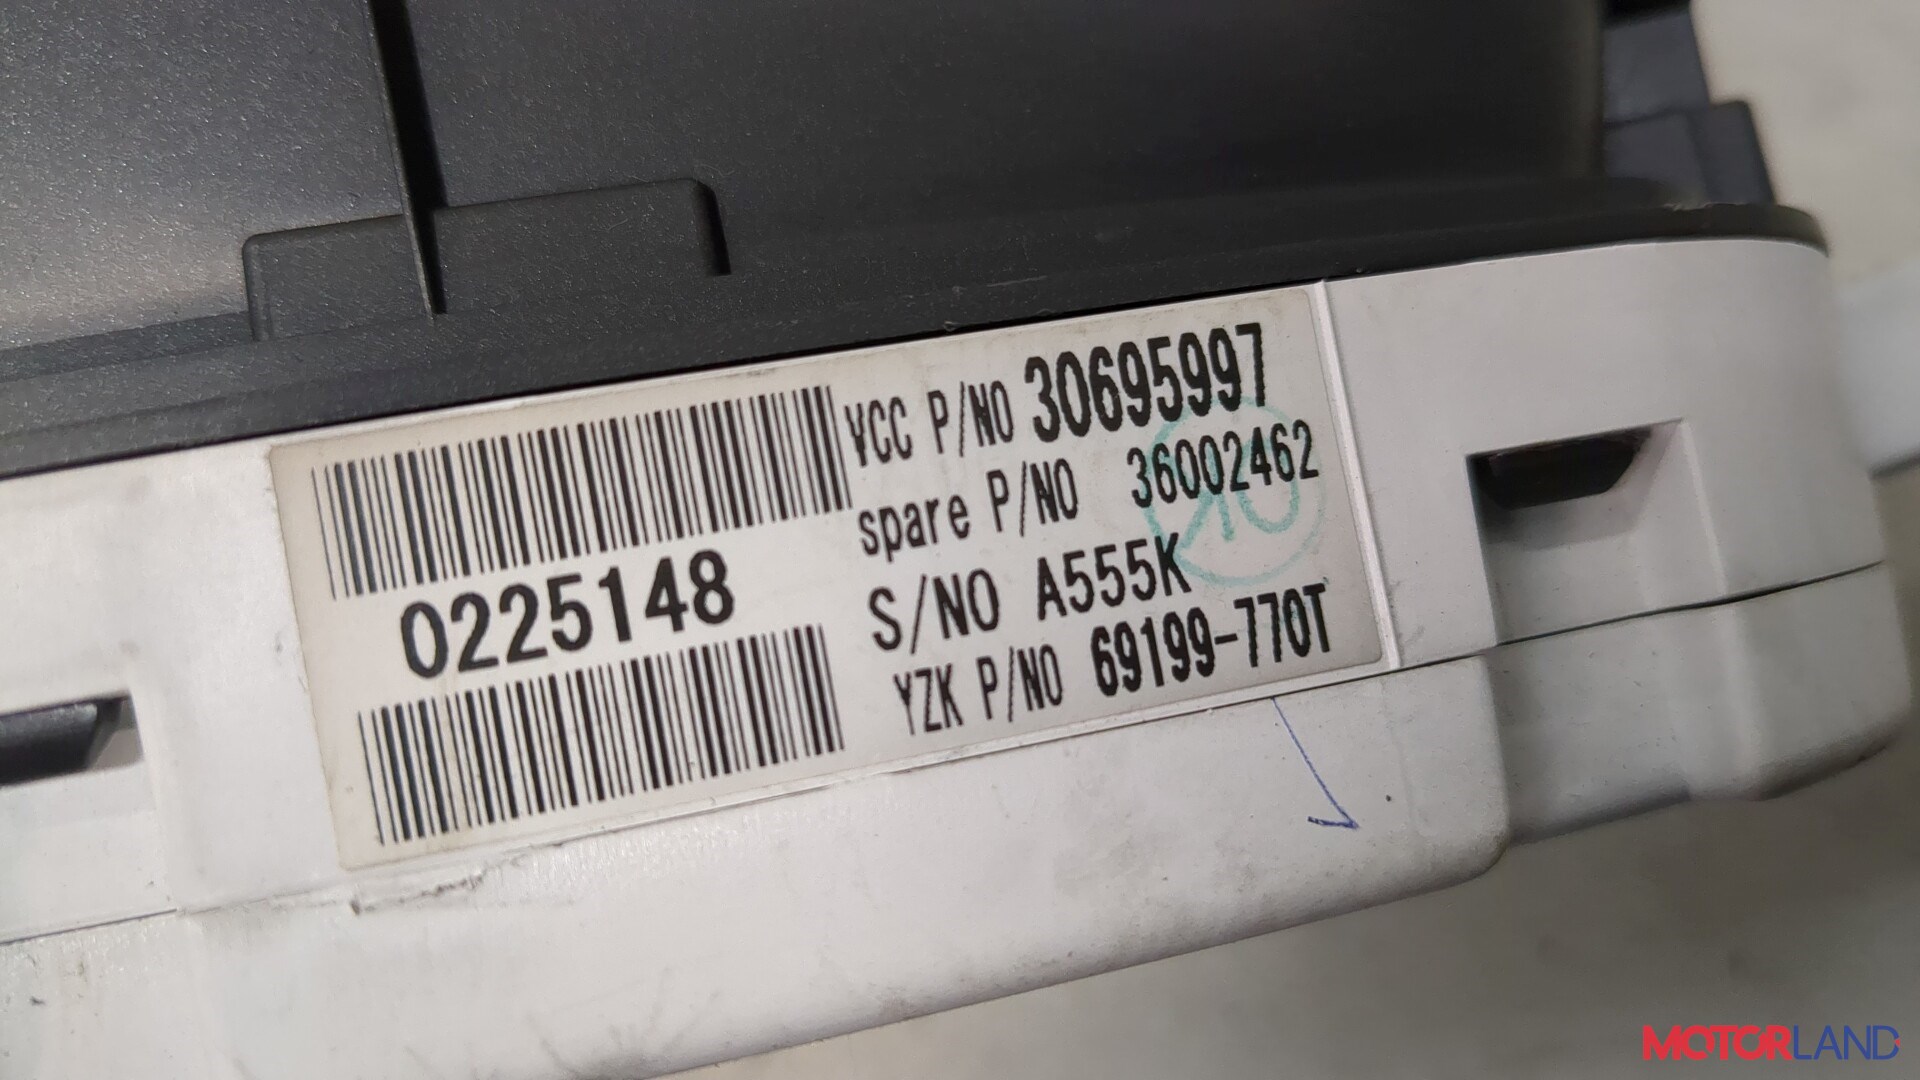 VCC P/NO 30695997
spare P/NO 36002462
0225148
S/NO A555K
YZK P/NO 69199-770T
MOTORLAND